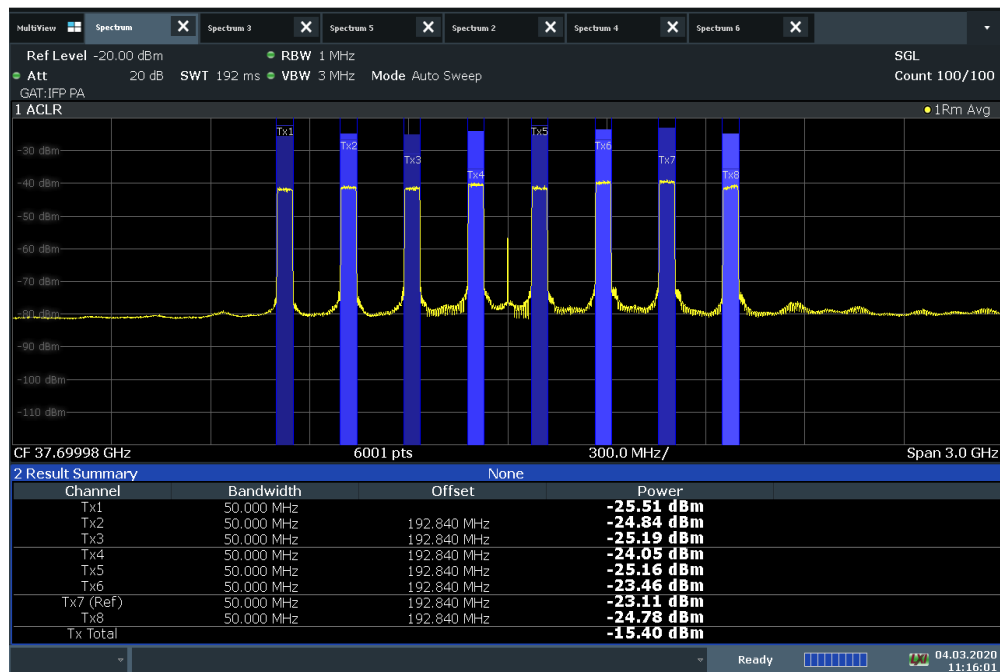 MultiView Spectrum X Spectrum 3 X Spectrum 5 X Spectrum 2 X Spectrum 4 X Spectrum 6 X
Ref Level -20.00 dBm RBW 1 MHz SGL
Att 20 dB SWT 192 ms VBW 3 MHz Mode Auto Sweep Count 100/100
GAT:IFP PA
1 ACLR 1Rm Avg
Tx1 Tx5
Tx2 Tx6
-30 dBm
Tx3 Tx7
Tx4 Tx8
-40 dBm
-50 dBm
-60 dBm
-70 dBm
-80 dBm
-90 dBm
-100 dBm
-110 dBm
CF 37.69998 GHz 6001 pts 300.0 MHz/ Span 3.0 GHz
2 Result Summary None
Channel Bandwidth Offset Power
Tx1 50.000 MHz -25.51 dBm
Tx2 50.000 MHz 192.840 MHz -24.84 dBm
Tx3 50.000 MHz 192.840 MHz -25.19 dBm
Tx4 50.000 MHz 192.840 MHz -24.05 dBm
Tx5 50.000 MHz 192.840 MHz -25.16 dBm
Tx6 50.000 MHz 192.840 MHz -23.46 dBm
Tx7 (Ref) 50.000 MHz 192.840 MHz -23.11 dBm
Tx8 50.000 MHz 192.840 MHz -24.78 dBm
Tx Total -15.40 dBm
Ready LXI 04.03.2020
11:16:01